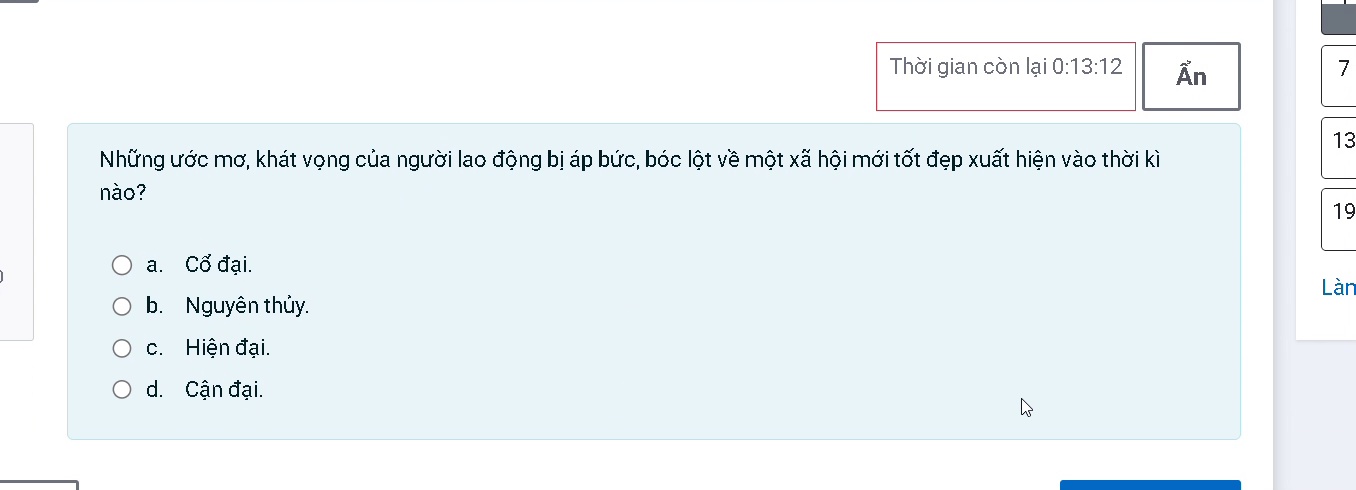 Thời gian còn lại 0:13:12
Ẩn
7
13
19
Những ước mơ, khát vọng của người lao động bị áp bức, bóc lột về một xã hội mới tốt đẹp xuất hiện vào thời kì
nào?
a. Cổ đại.
b. Nguyên thủy.
c. Hiện đại.
d. Cận đại.